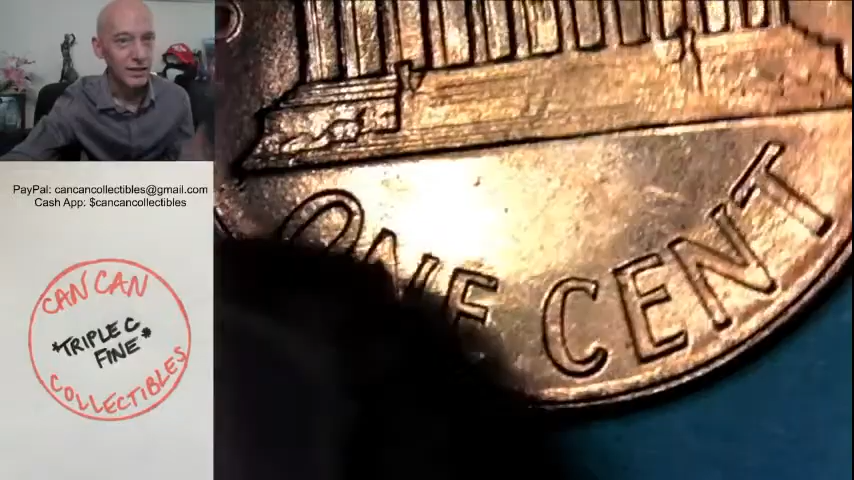 PayPal: cancancollectibles@gmail.com
Cash App: $cancancollectibles
CAN CAN
*TRIPLE C
FINE*
COLLECTIBLES
ONE CENT